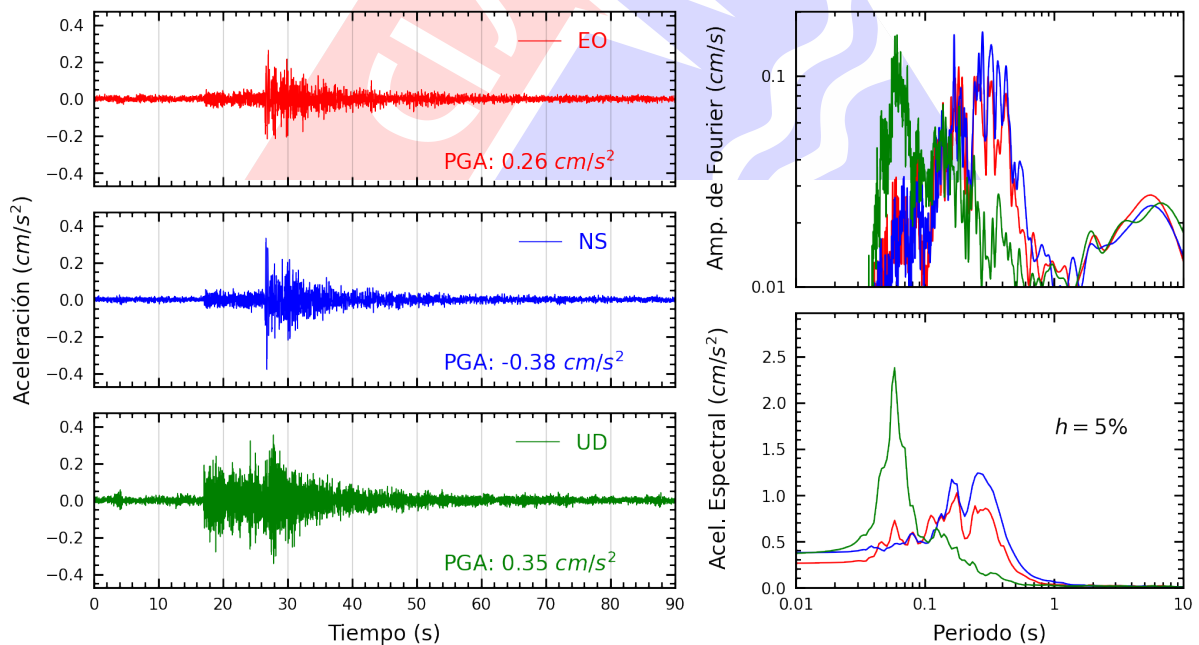 Aceleración (cm/s²)
0.4
0.2
0.0
−0.2
−0.4
EO
PGA: 0.26 cm/s²
0.4
0.2
0.0
−0.2
−0.4
NS
PGA: -0.38 cm/s²
0.4
0.2
0.0
−0.2
−0.4
UD
PGA: 0.35 cm/s²
0 10 20 30 40 50 60 70 80 90
Tiempo (s)
Amp. de Fourier (cm/s)
0.1
0.01
Acel. Espectral (cm/s²)
2.5
2.0
1.5
1.0
0.5
0.0
h = 5%
0.01 0.1 1 10
Periodo (s)